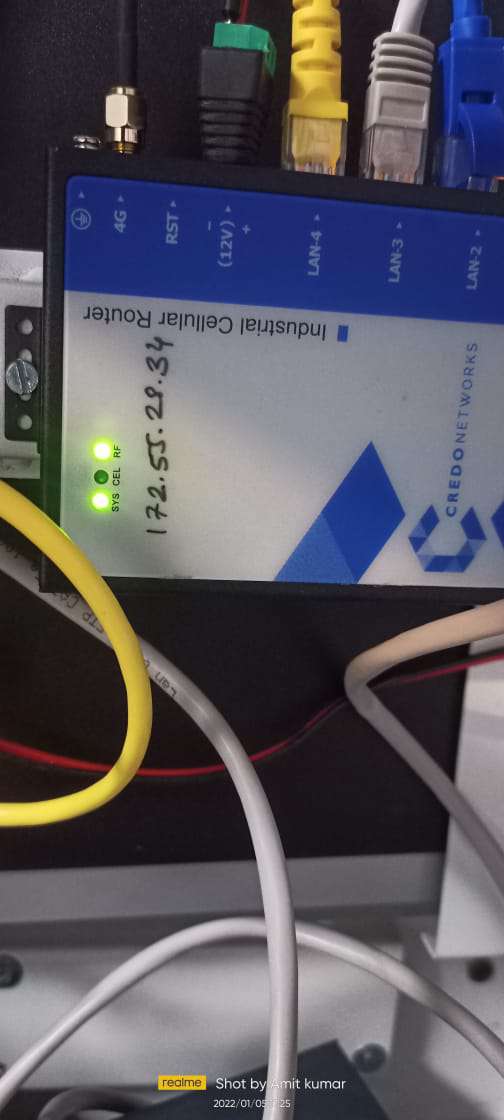 4G
RST
- (12V) +
LAN-4
LAN-3
LAN-2
Industrial Cellular Router
172.55.28.34
SYS CEL RF
CREDONETWORKS
realme Shot by Amit kumar